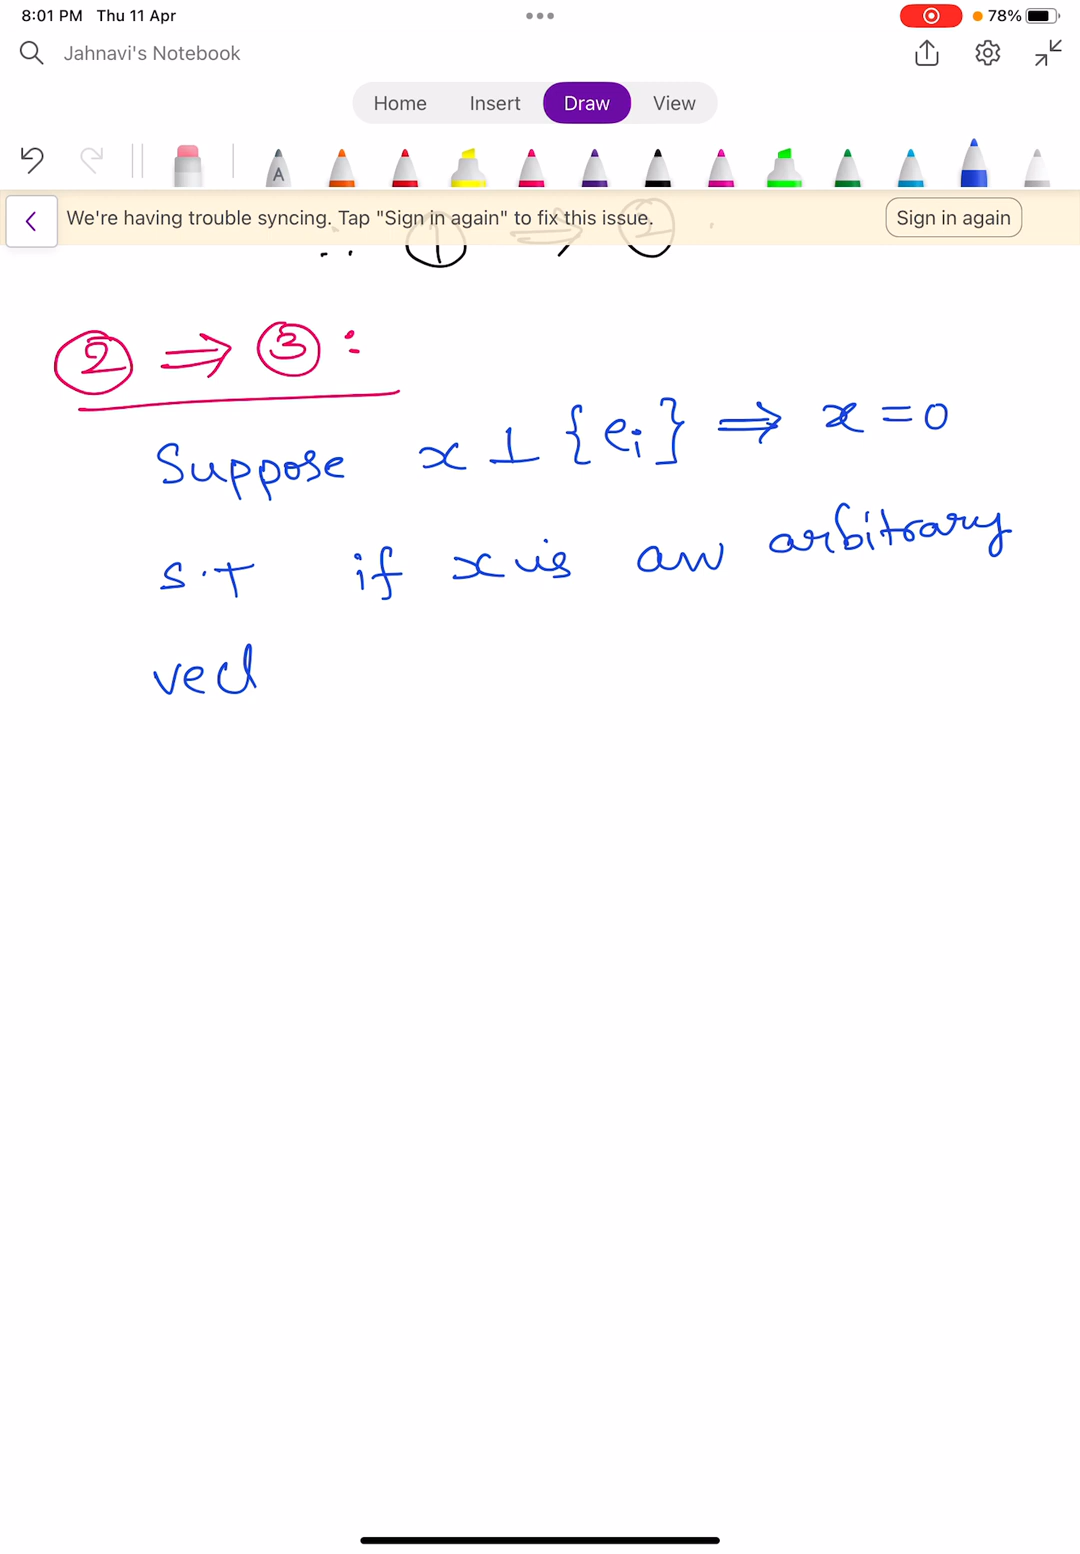 8:01 PM Thu 11 Apr
78%
Jahnavi's Notebook
Home Insert Draw View
A
We're having trouble syncing. Tap "Sign in again" to fix this issue. Sign in again
∴ ① ⇒ ②
② ⇒ ③ :
Suppose x ⊥ {eᵢ} ⇒ x = 0
s.t if x is an arbitrary
vect